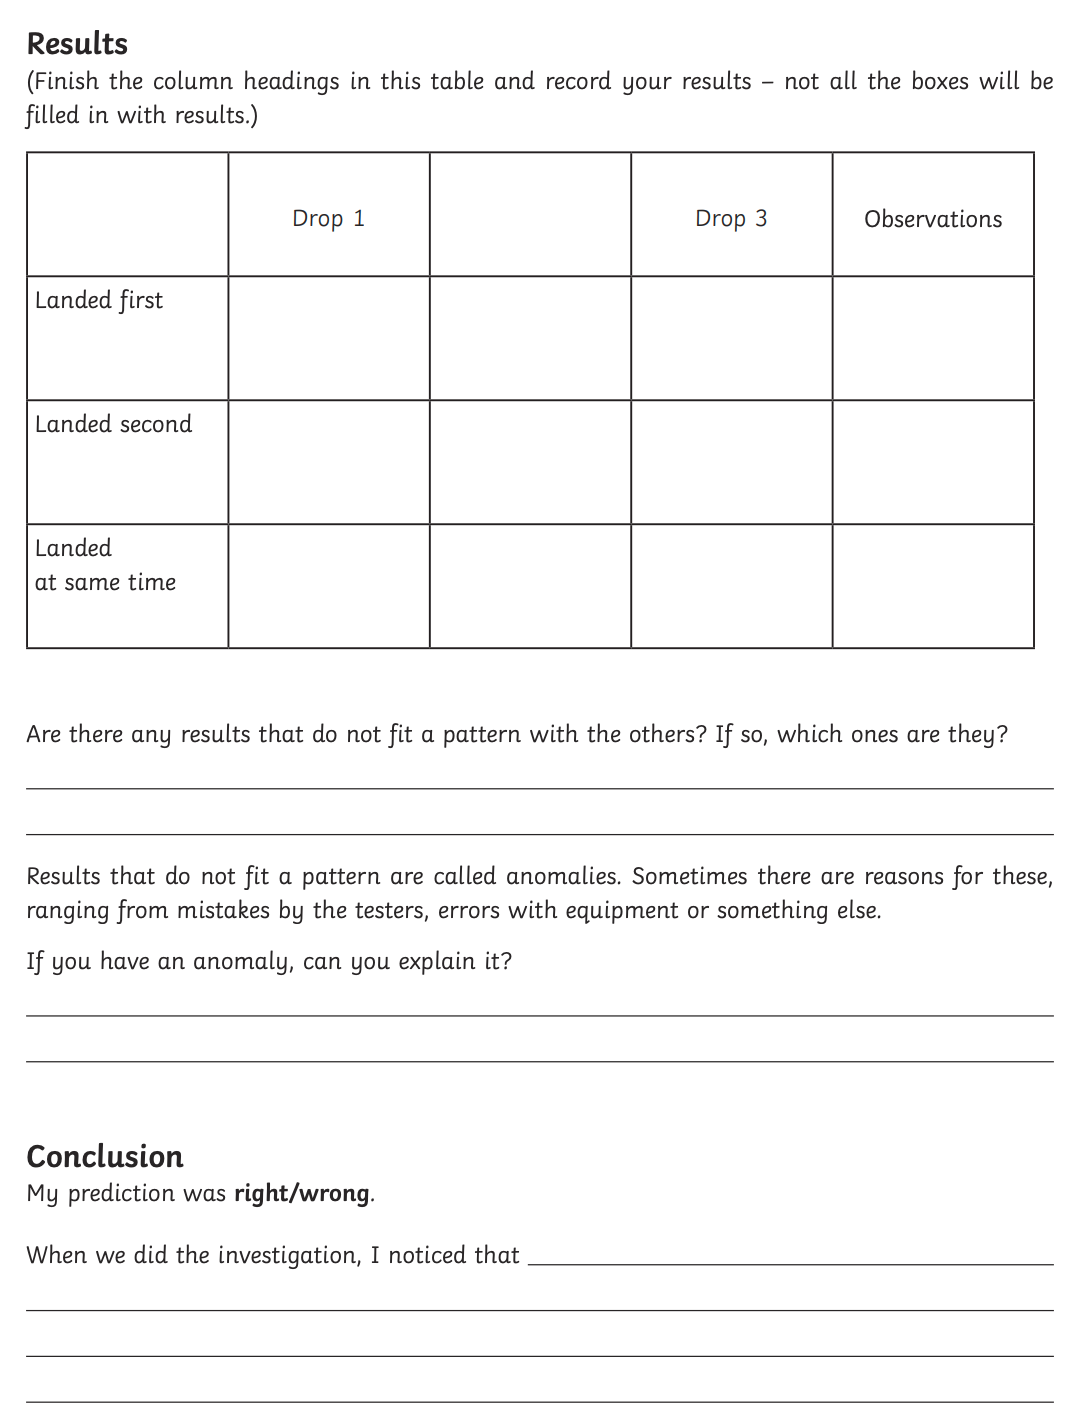 Results
(Finish the column headings in this table and record your results – not all the boxes will be
filled in with results.)
Drop 1
Drop 3
Observations
Landed first
Landed second
Landed
at same time
Are there any results that do not fit a pattern with the others? If so, which ones are they?
Results that do not fit a pattern are called anomalies. Sometimes there are reasons for these,
ranging from mistakes by the testers, errors with equipment or something else.
If you have an anomaly, can you explain it?
Conclusion
My prediction was right/wrong.
When we did the investigation, I noticed that